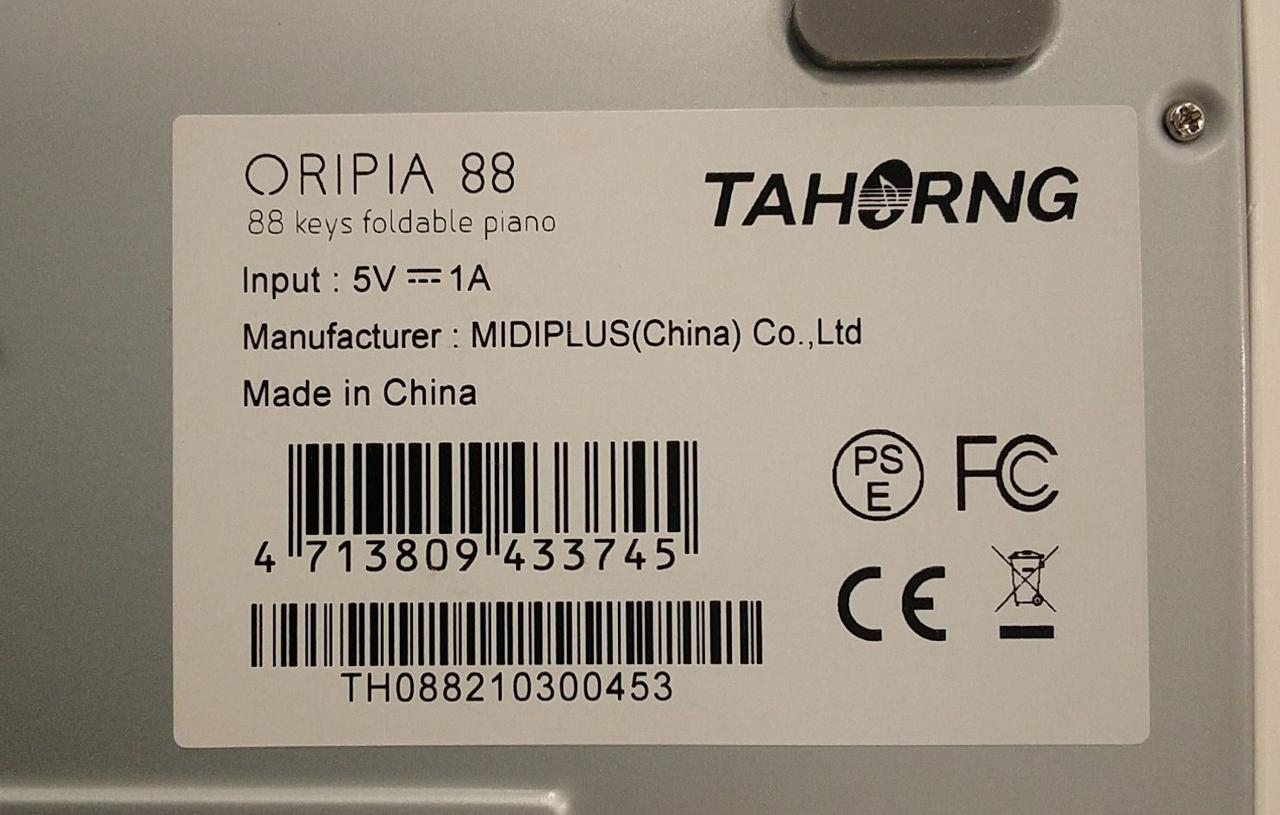 ORIPIA 88
TAHORNG
88 keys foldable piano
Input : 5V ⎓ 1A
Manufacturer : MIDIPLUS(China) Co.,Ltd
Made in China
4 713809 433745
PS
E
FC
CE
TH088210300453